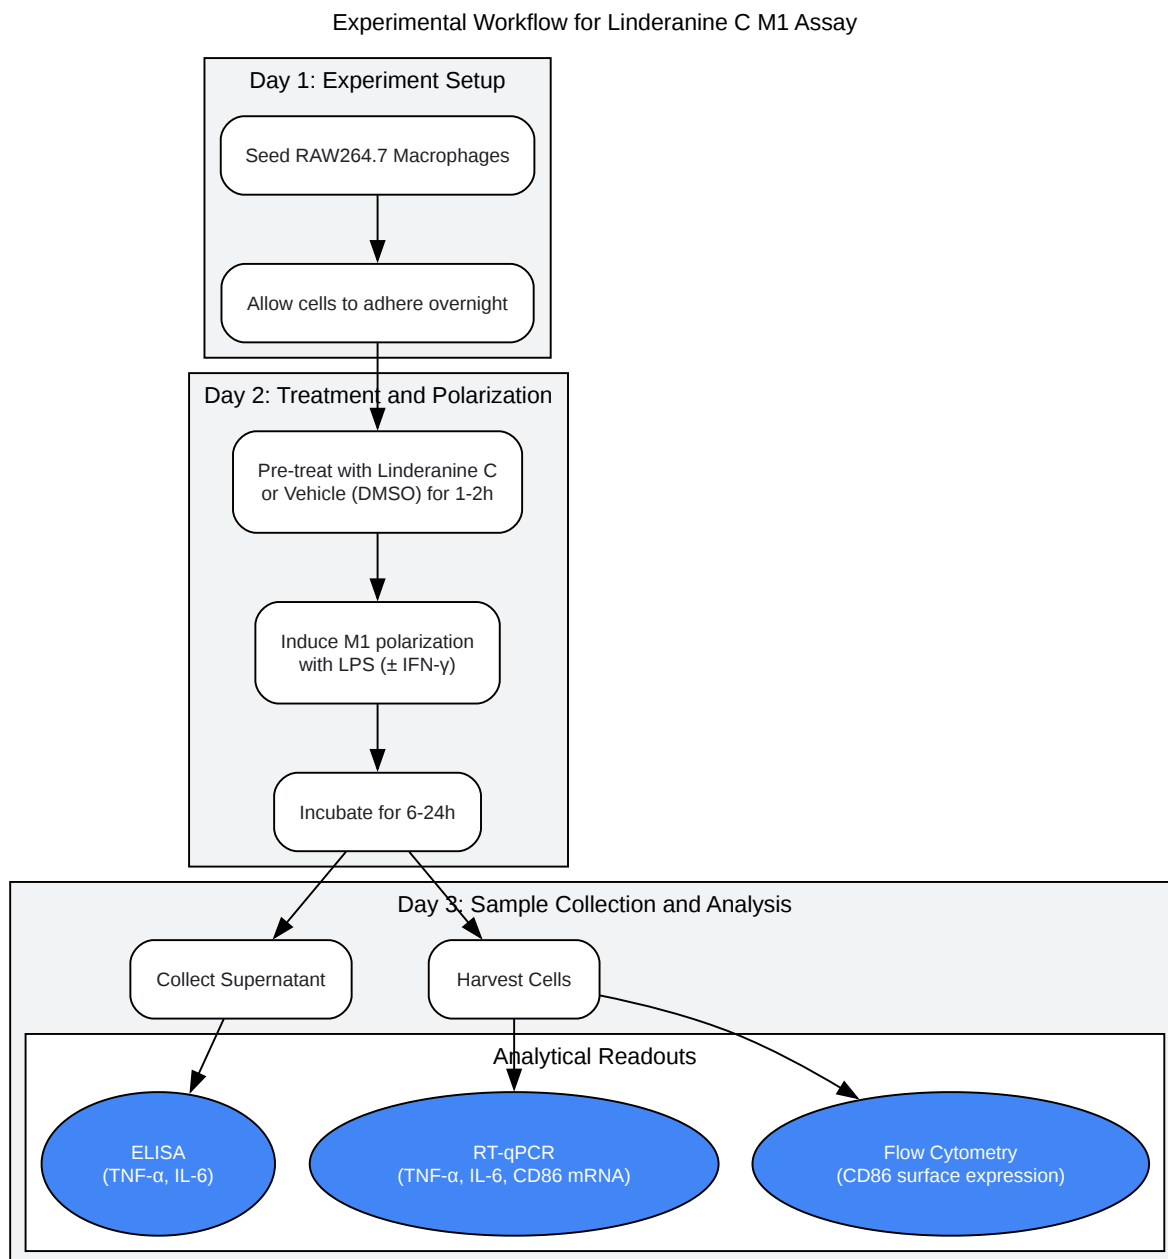 Experimental Workflow for Linderanine C M1 Assay
Day 1: Experiment Setup
Seed RAW264.7 Macrophages
Allow cells to adhere overnight
Day 2: Treatment and Polarization
Pre-treat with Linderanine C
or Vehicle (DMSO) for 1-2h
Induce M1 polarization
with LPS (± IFN-γ)
Incubate for 6-24h
Day 3: Sample Collection and Analysis
Collect Supernatant
Harvest Cells
Analytical Readouts
ELISA
(TNF-α, IL-6)
RT-qPCR
(TNF-α, IL-6, CD86 mRNA)
Flow Cytometry
(CD86 surface expression)